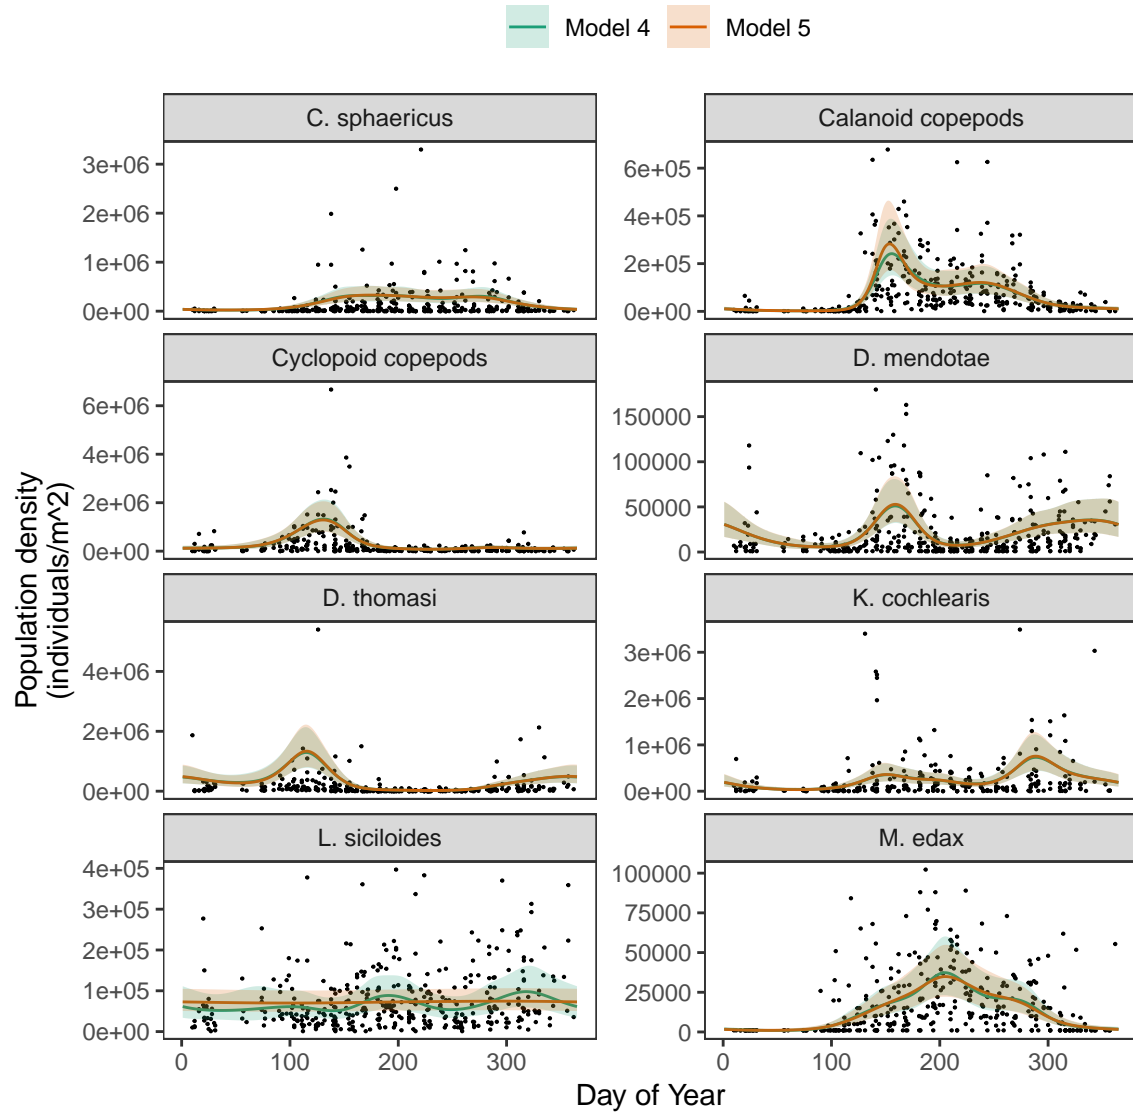 Model 4 Model 5
C. sphaericus Calanoid copepods
3e+06
2e+06
1e+06
0e+00
6e+05
4e+05
2e+05
0e+00
Cyclopoid copepods D. mendotae
6e+06
4e+06
2e+06
0e+00
150000
100000
50000
0
D. thomasi K. cochlearis
4e+06
2e+06
0e+00
3e+06
2e+06
1e+06
0e+00
L. siciloides M. edax
4e+05
3e+05
2e+05
1e+05
0e+00
100000
75000
50000
25000
0
0 100 200 300 0 100 200 300
Population density
(individuals/m^2)
Day of Year